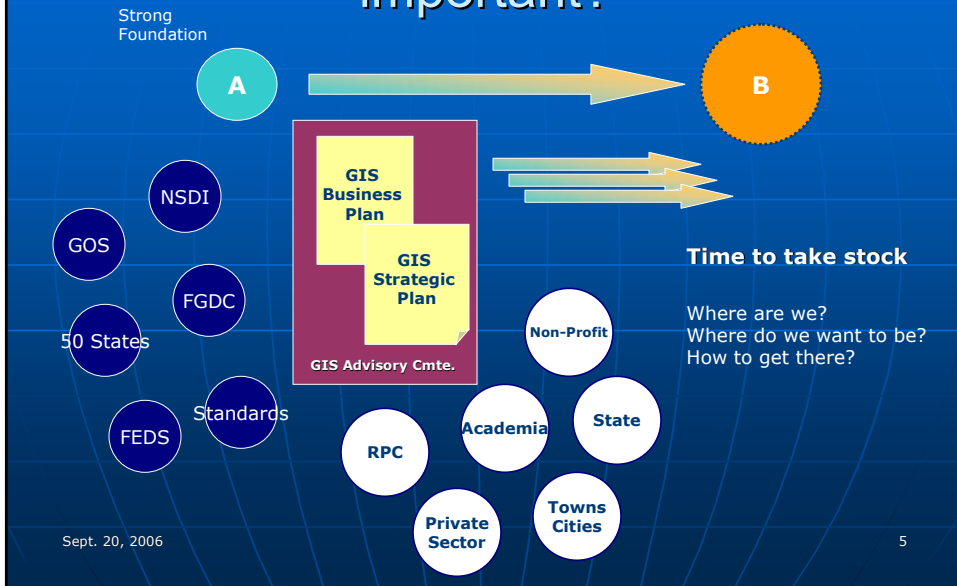 important?
Strong
Foundation
A
B
NSDI
GOS
FGDC
50 States
Standards
FEDS
GIS
Business
Plan
GIS
Strategic
Plan
GIS Advisory Cmte.
Time to take stock
Where are we?
Where do we want to be?
How to get there?
Non-Profit
Academia
State
RPC
Private
Sector
Towns
Cities
Sept. 20, 2006
5